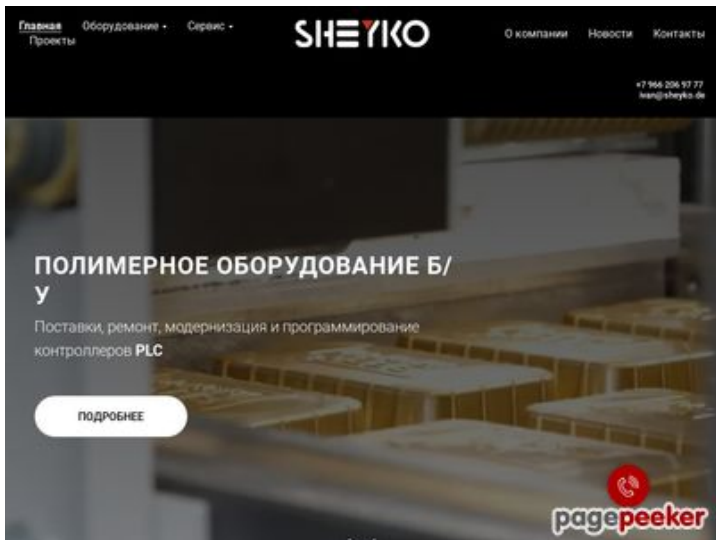 Главная
Оборудование
Сервис
Проекты
SHEYKO
О компании
Новости
Контакты
+7 966 206 97 77
ivan@sheyko.de
ПОЛИМЕРНОЕ ОБОРУДОВАНИЕ Б/
У
Поставки, ремонт, модернизация и программирование
контроллеров PLC
ПОДРОБНЕЕ
pagepeeker